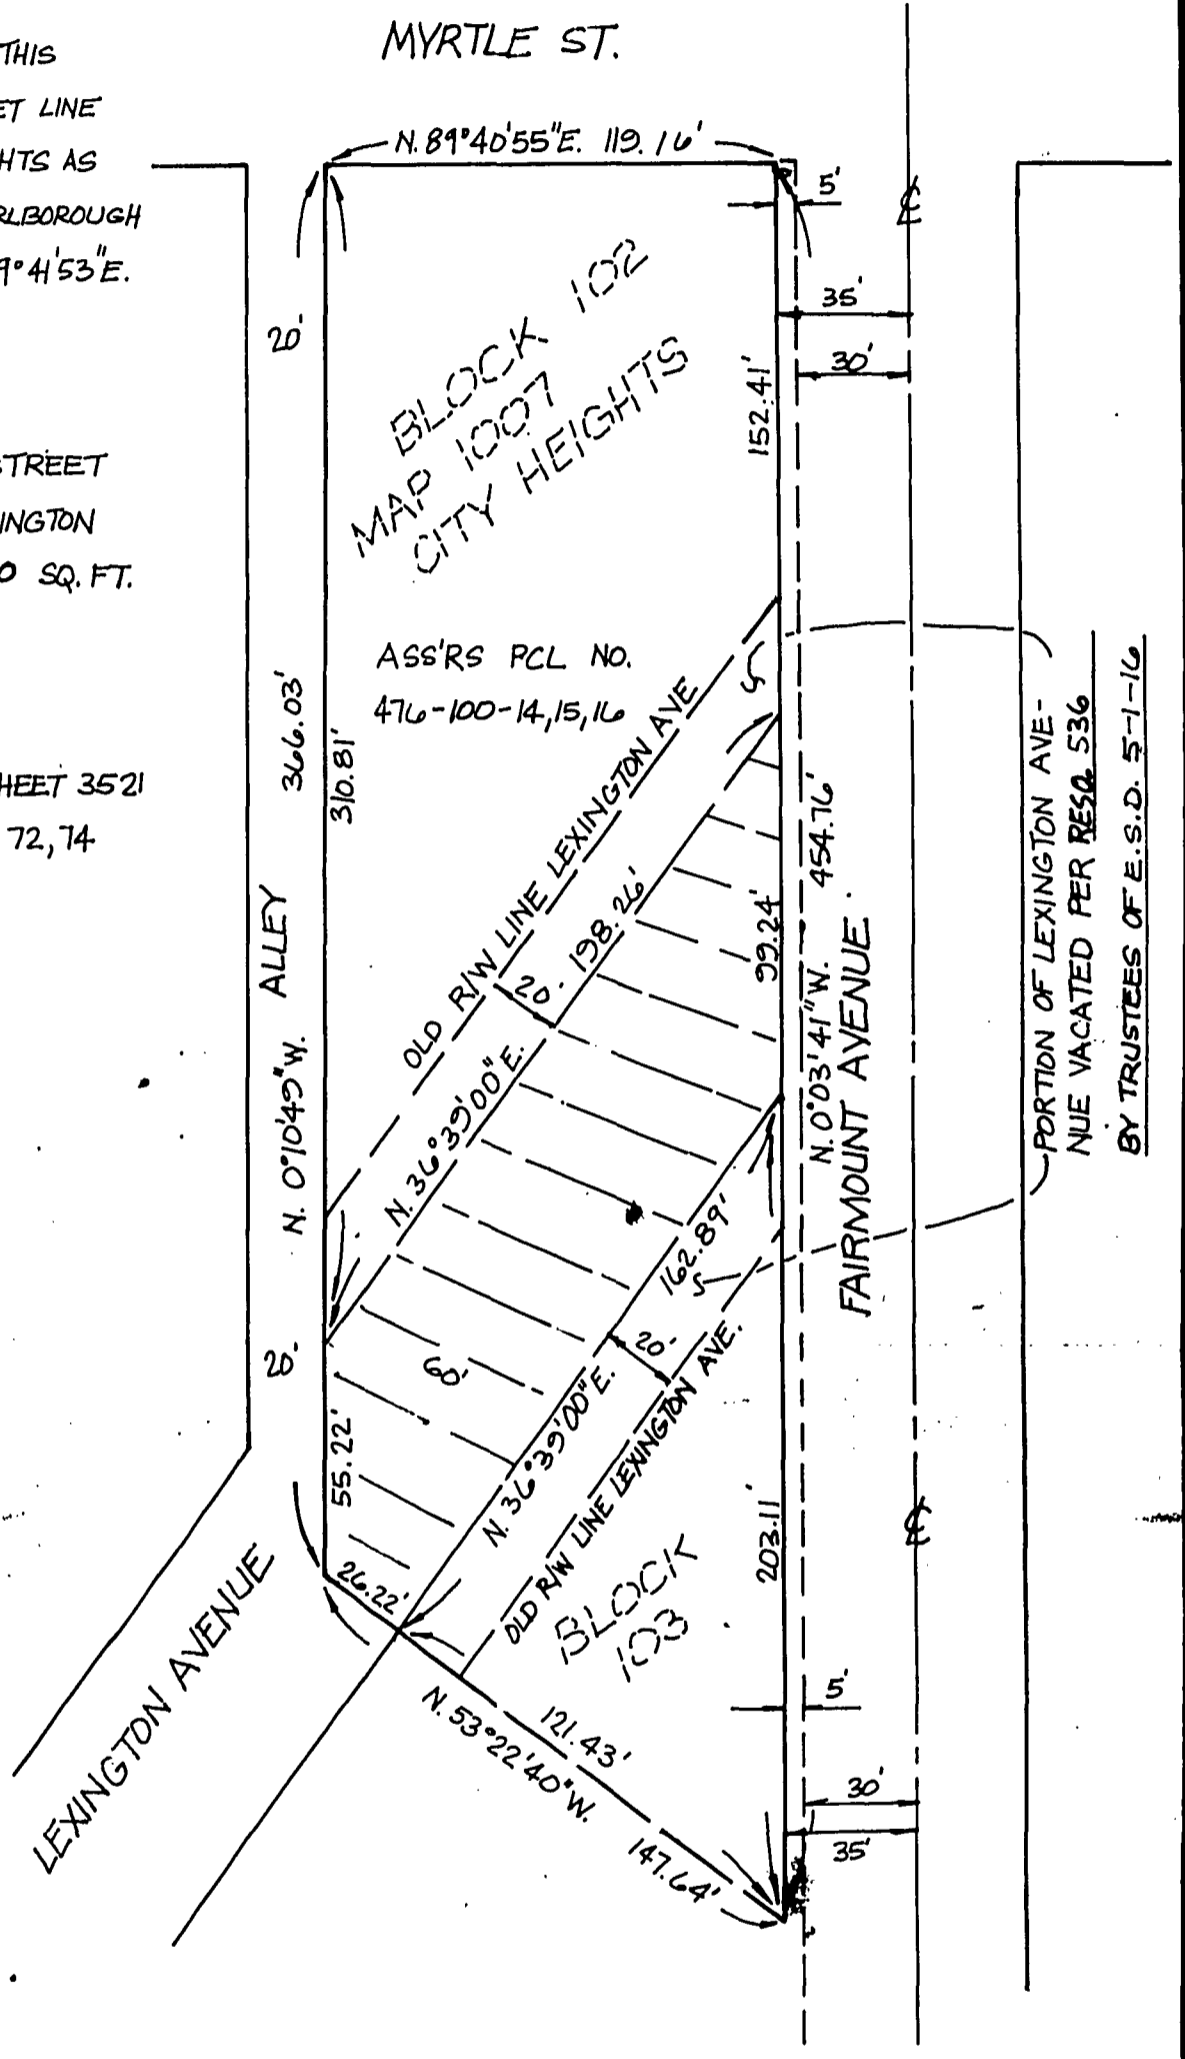 THIS
ET LINE
HTS AS
RLBOROUGH
9°41'53"E.
STREET
INGTON
0 SQ. FT.
HEET 3521
72,74
MYRTLE ST.
N. 89°40'55"E. 119.16'
5'
℄
35'
30'
20'
BLOCK 102
MAP 1007
CITY HEIGHTS
152.41'
ASS'RS PCL NO.
476-100-14,15,16
366.03'
310.81'
ALLEY
N. 0°10'49"W.
OLD R/W LINE LEXINGTON AVE
20.
198.26'
N. 36°39'00"E.
99.24'
454.76'
N. 0°03'41"W.
FAIRMOUNT AVENUE
PORTION OF LEXINGTON AVE-
NUE VACATED PER RESO. 536
BY TRUSTEES OF E.S.D. 5-1-16
162.89'
20.
N. 36°39'00"E.
OLD R/W LINE LEXINGTON AVE.
20.
60'
55.22'
26.22'
LEXINGTON AVENUE
BLOCK
103
203.11'
℄
5.
N. 53°22'40"W.
121.43'
147.64'
30'
35'